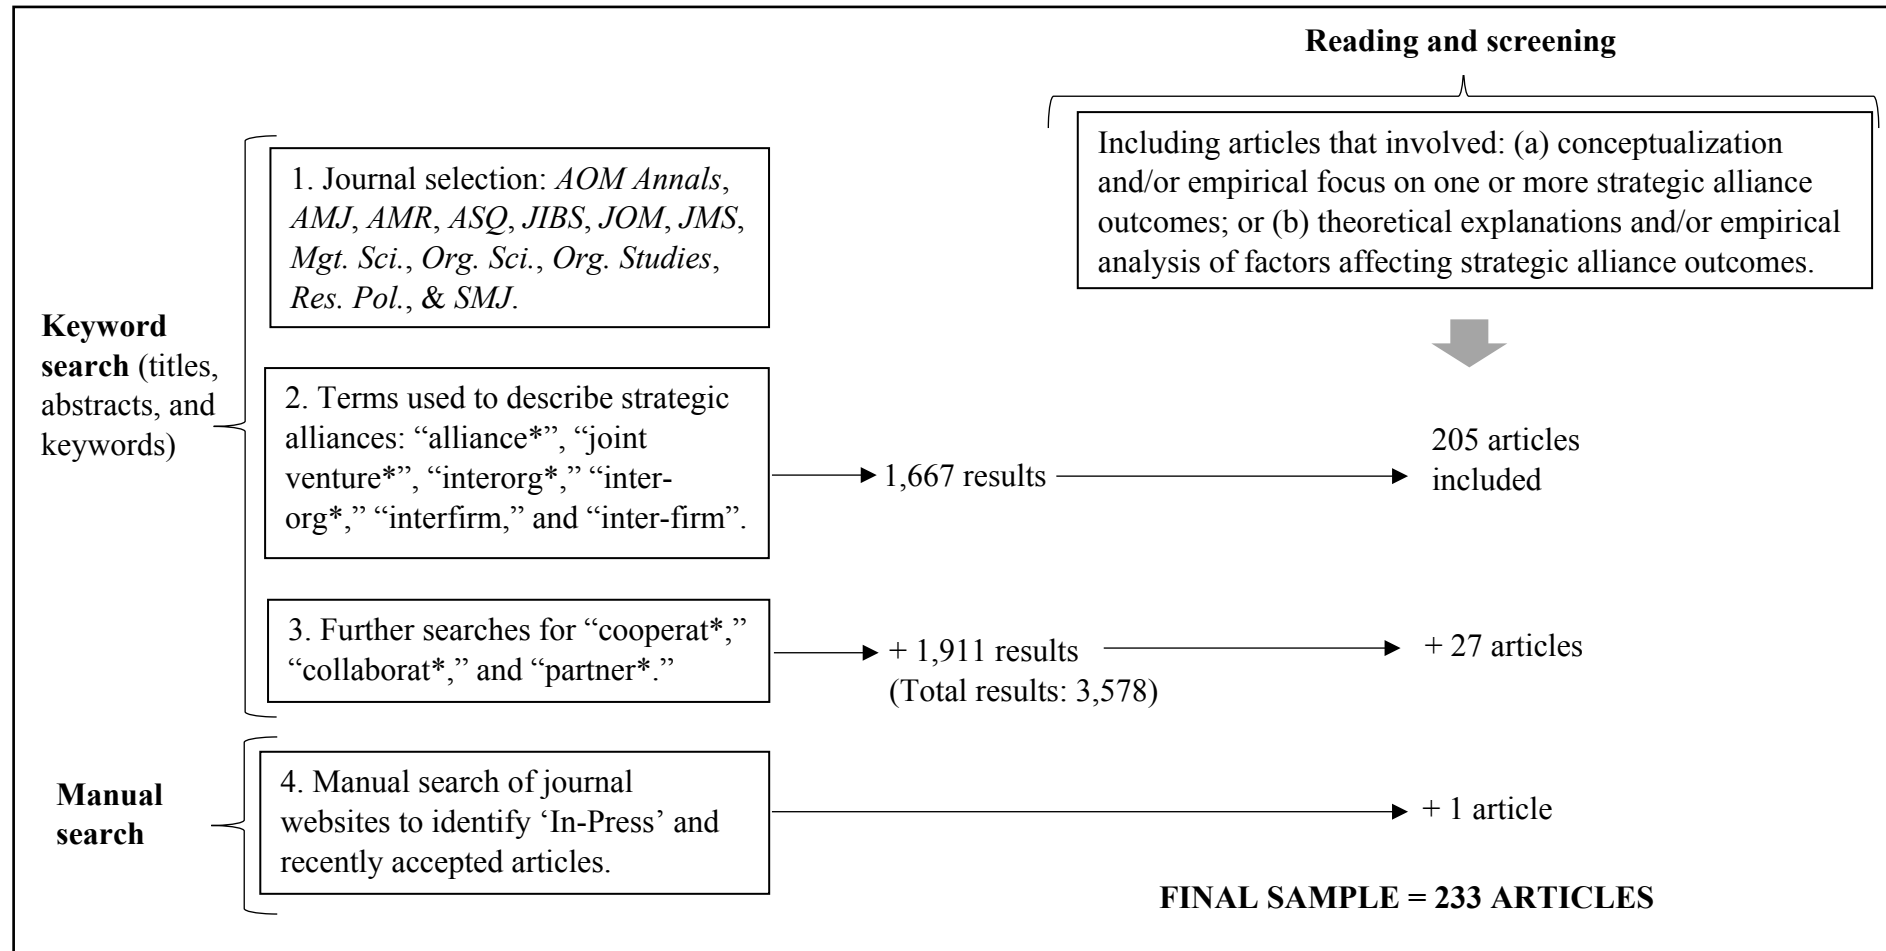 Reading and screening
Including articles that involved: (a) conceptualization
and/or empirical focus on one or more strategic alliance
outcomes; or (b) theoretical explanations and/or empirical
analysis of factors affecting strategic alliance outcomes.
Keyword
search (titles,
abstracts, and
keywords)
1. Journal selection: AOM Annals,
AMJ, AMR, ASQ, JIBS, JOM, JMS,
Mgt. Sci., Org. Sci., Org. Studies,
Res. Pol., & SMJ.
2. Terms used to describe strategic
alliances: “alliance*”, “joint
venture*”, “interorg*,” “inter-
org*,” “interfirm,” and “inter-firm”.
1,667 results
205 articles
included
3. Further searches for “cooperat*,”
“collaborat*,” and “partner*.”
+ 1,911 results
(Total results: 3,578)
+ 27 articles
Manual
search
4. Manual search of journal
websites to identify ‘In-Press’ and
recently accepted articles.
+ 1 article
FINAL SAMPLE = 233 ARTICLES